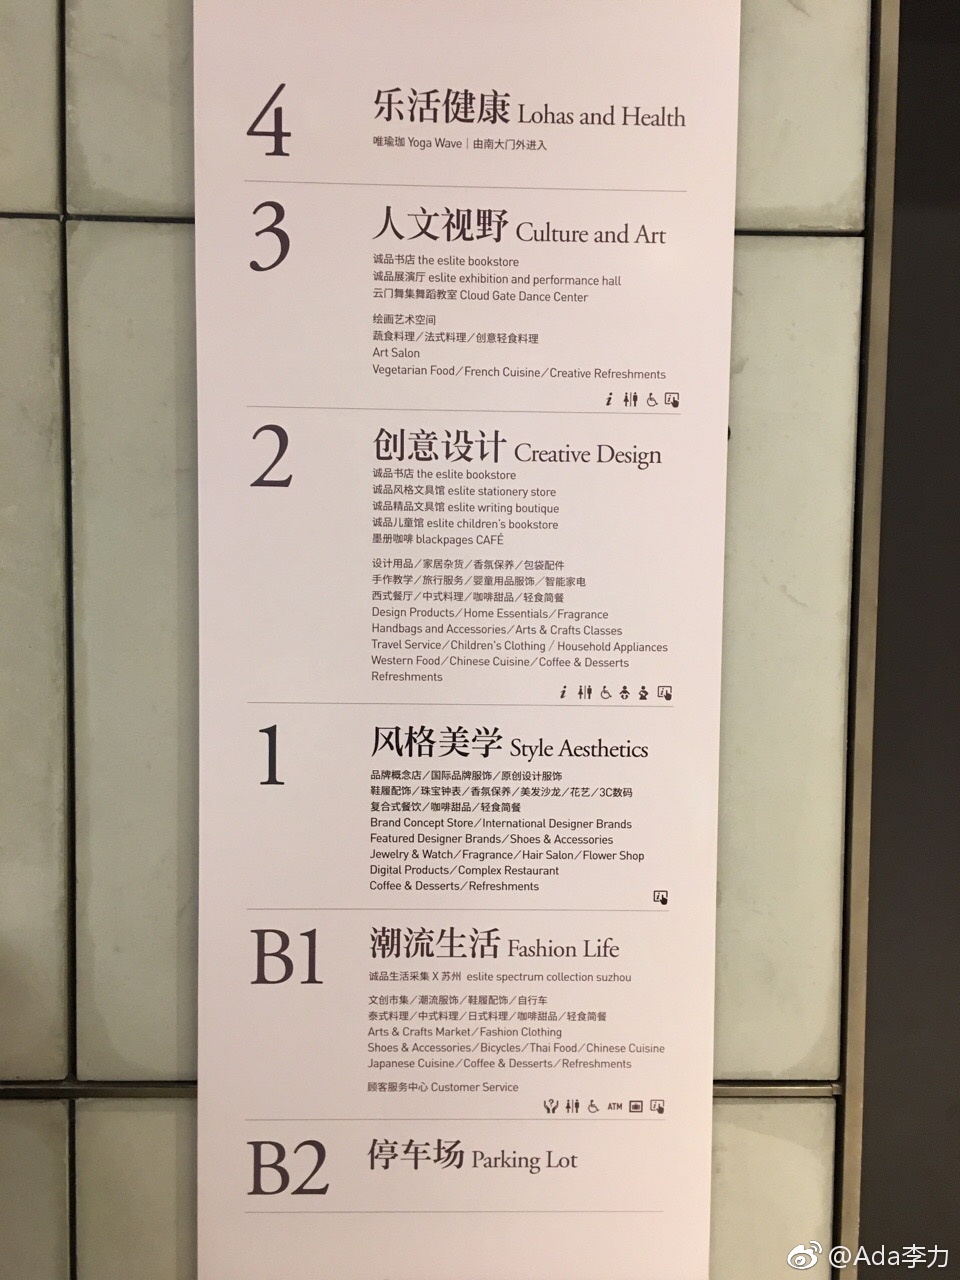 4
乐活健康 Lohas and Health
唯瑜珈 Yoga Wave｜由南大门外进入
3
人文视野 Culture and Art
诚品书店 the eslite bookstore
诚品展演厅 eslite exhibition and performance hall
云门舞集舞蹈教室 Cloud Gate Dance Center
绘画艺术空间
蔬食料理／法式料理／创意轻食料理
Art Salon
Vegetarian Food／French Cuisine／Creative Refreshments
2
创意设计 Creative Design
诚品书店 the eslite bookstore
诚品风格文具馆 eslite stationery store
诚品精品文具馆 eslite writing boutique
诚品儿童馆 eslite children's bookstore
墨册咖啡 blackpages CAFÉ
设计用品／家居杂货／香氛保养／包袋配件
手作教学／旅行服务／婴童用品服饰／智能家电
西式餐厅／中式料理／咖啡甜品／轻食简餐
Design Products／Home Essentials／Fragrance
Handbags and Accessories／Arts & Crafts Classes
Travel Service／Children's Clothing / Household Appliances
Western Food／Chinese Cuisine／Coffee & Desserts
Refreshments
1
风格美学 Style Aesthetics
品牌概念店／国际品牌服饰／原创设计服饰
鞋履配饰／珠宝钟表／香氛保养／美发沙龙／花艺／3C数码
复合式餐饮／咖啡甜品／轻食简餐
Brand Concept Store／International Designer Brands
Featured Designer Brands／Shoes & Accessories
Jewelry & Watch／Fragrance／Hair Salon／Flower Shop
Digital Products／Complex Restaurant
Coffee & Desserts／Refreshments
B1
潮流生活 Fashion Life
诚品生活采集 X 苏州 eslite spectrum collection suzhou
文创市集／潮流服饰／鞋履配饰／自行车
泰式料理／中式料理／日式料理／咖啡甜品／轻食简餐
Arts & Crafts Market／Fashion Clothing
Shoes & Accessories／Bicycles／Thai Food／Chinese Cuisine
Japanese Cuisine／Coffee & Desserts／Refreshments
顾客服务中心 Customer Service
ATM
B2
停车场 Parking Lot
@Ada李力